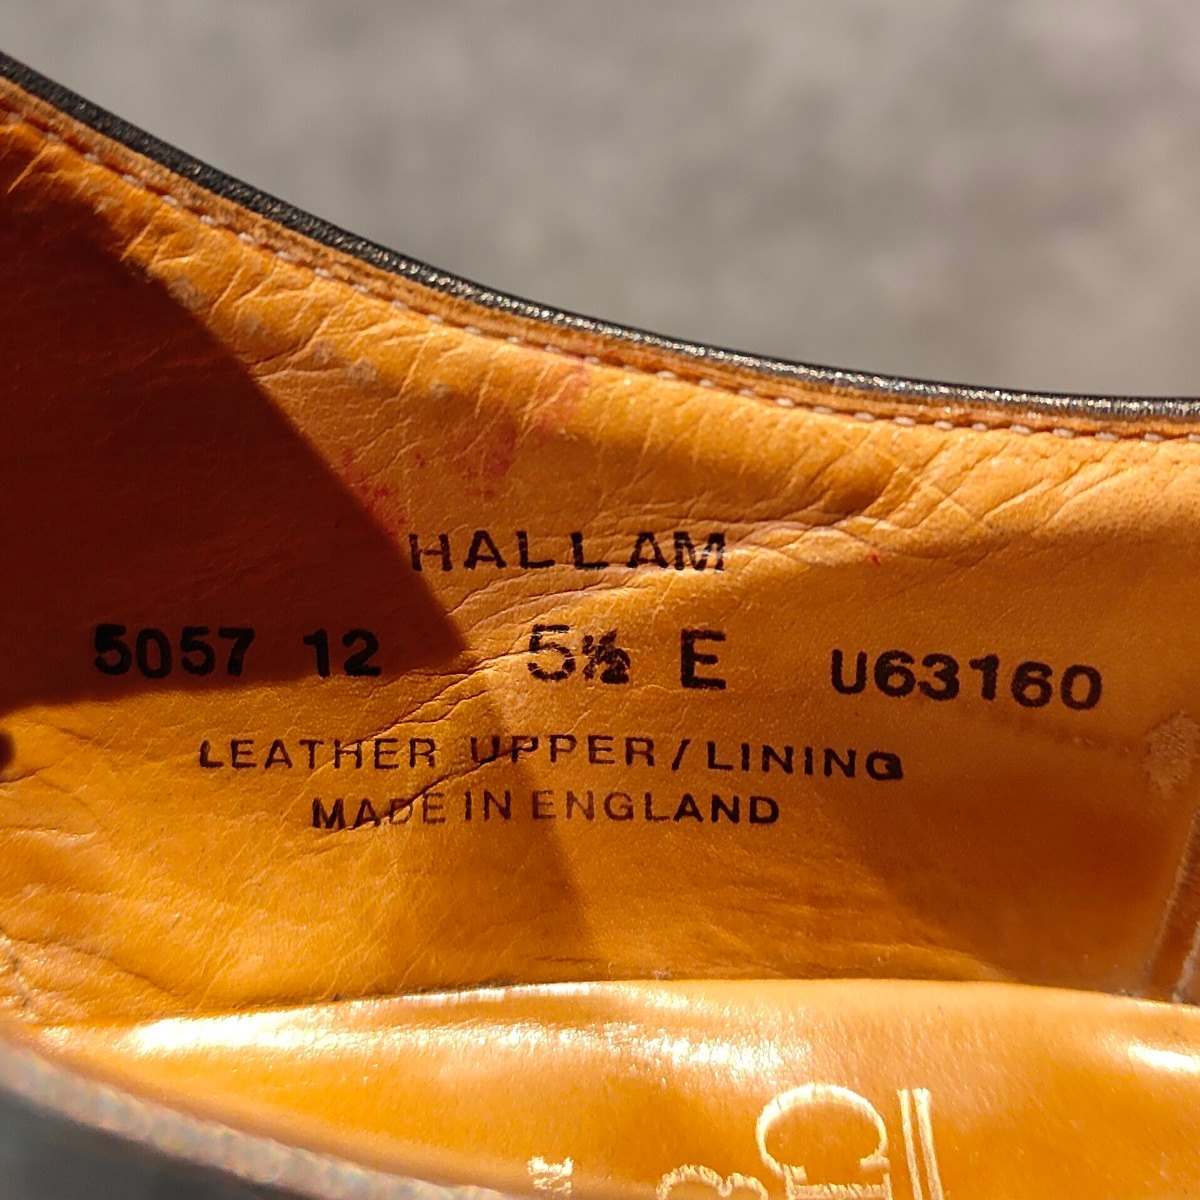 HALLAM
5057 12 5½ E U63160
LEATHER UPPER/LINING
MADE IN ENGLAND